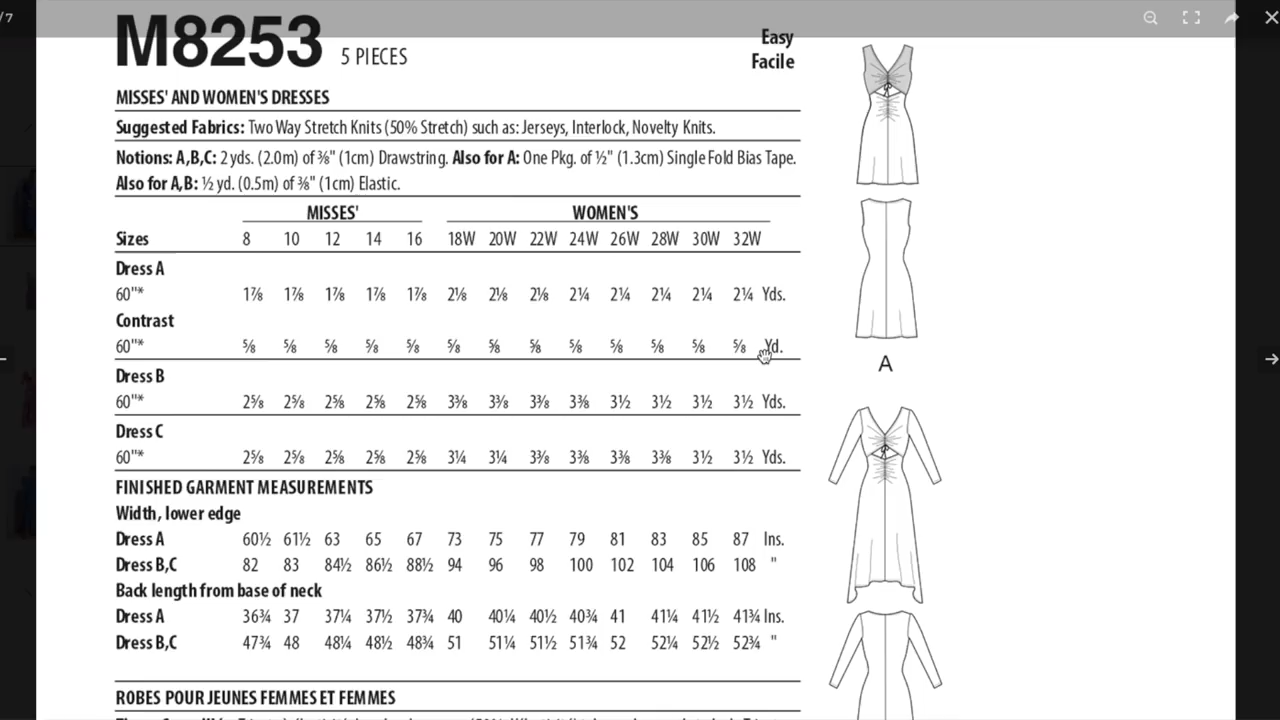 /7
M8253 5 PIECES
Easy
Facile
MISSES' AND WOMEN'S DRESSES
Suggested Fabrics: Two Way Stretch Knits (50% Stretch) such as: Jerseys, Interlock, Novelty Knits.
Notions: A,B,C: 2 yds. (2.0m) of ⅜" (1cm) Drawstring. Also for A: One Pkg. of ½" (1.3cm) Single Fold Bias Tape.
Also for A,B: ½ yd. (0.5m) of ⅜" (1cm) Elastic.
MISSES' WOMEN'S
Sizes 8 10 12 14 16 18W 20W 22W 24W 26W 28W 30W 32W
Dress A
60"* 1⅞ 1⅞ 1⅞ 1⅞ 1⅞ 2⅛ 2⅛ 2⅛ 2¼ 2¼ 2¼ 2¼ 2¼ Yds.
Contrast
60"* ⅝ ⅝ ⅝ ⅝ ⅝ ⅝ ⅝ ⅝ ⅝ ⅝ ⅝ ⅝ ⅝ Yd.
Dress B
60"* 2⅝ 2⅝ 2⅝ 2⅝ 2⅝ 3⅜ 3⅜ 3⅜ 3⅜ 3½ 3½ 3½ 3½ Yds.
Dress C
60"* 2⅝ 2⅝ 2⅝ 2⅝ 2⅝ 3¼ 3¼ 3⅜ 3⅜ 3⅜ 3⅜ 3½ 3½ Yds.
FINISHED GARMENT MEASUREMENTS
Width, lower edge
Dress A 60½ 61½ 63 65 67 73 75 77 79 81 83 85 87 Ins.
Dress B,C 82 83 84½ 86½ 88½ 94 96 98 100 102 104 106 108 "
Back length from base of neck
Dress A 36¾ 37 37¼ 37½ 37¾ 40 40¼ 40½ 40¾ 41 41¼ 41½ 41¾ Ins.
Dress B,C 47¾ 48 48¼ 48½ 48¾ 51 51¼ 51½ 51¾ 52 52¼ 52½ 52¾ "
ROBES POUR JEUNES FEMMES ET FEMMES
A